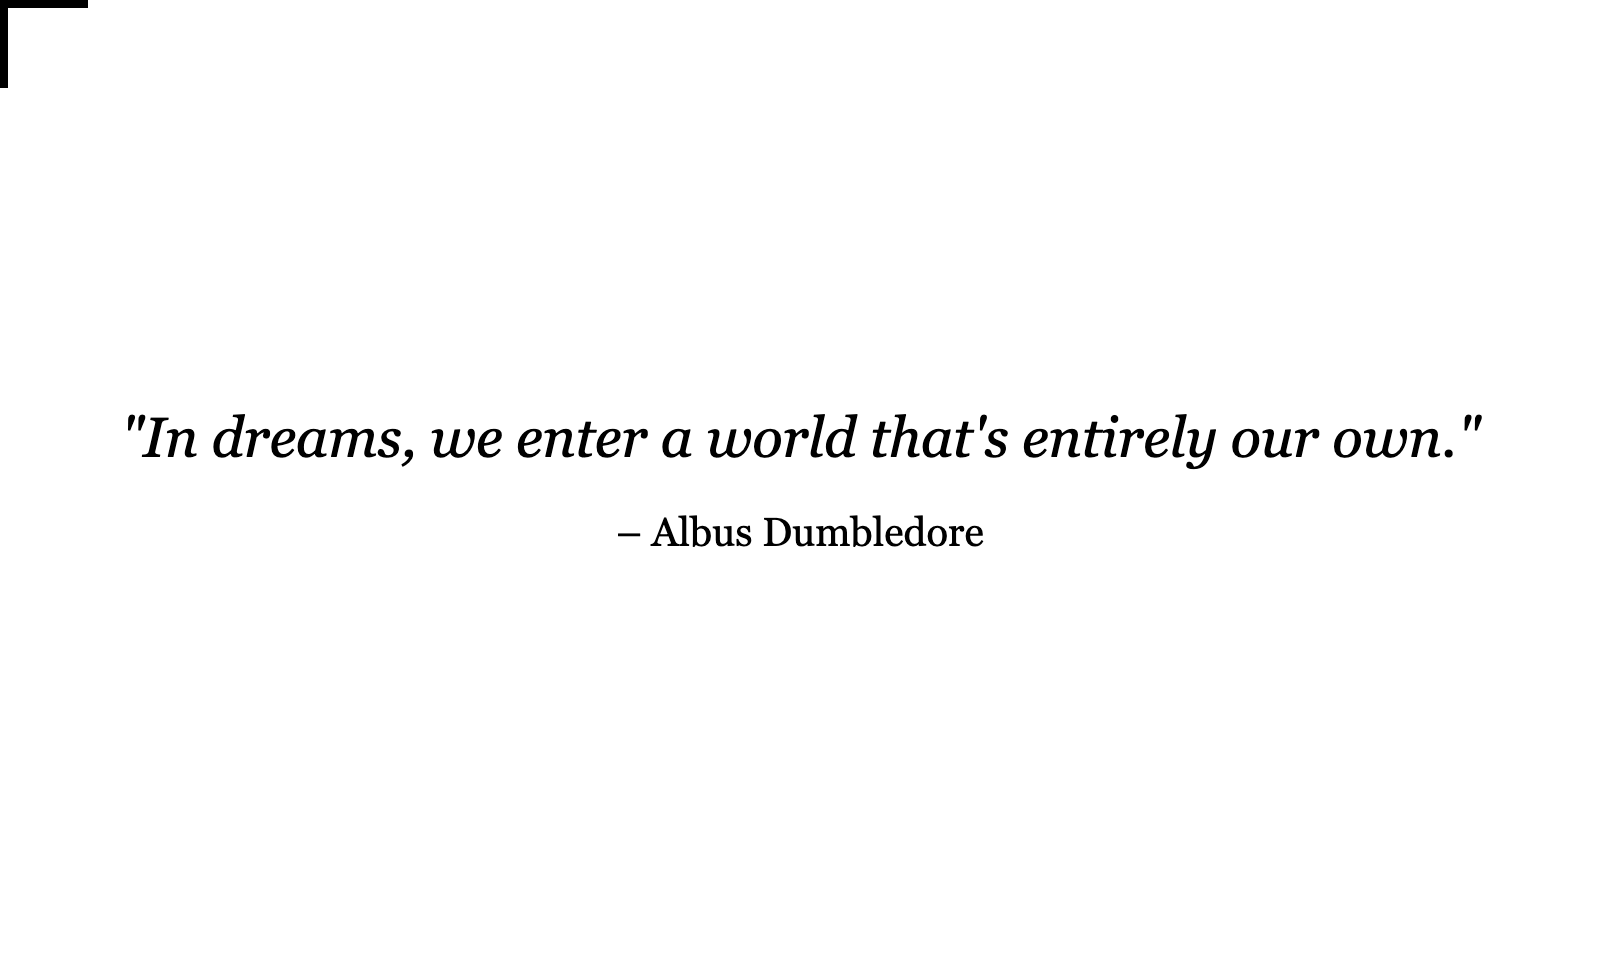 "In dreams, we enter a world that's entirely our own."
– Albus Dumbledore